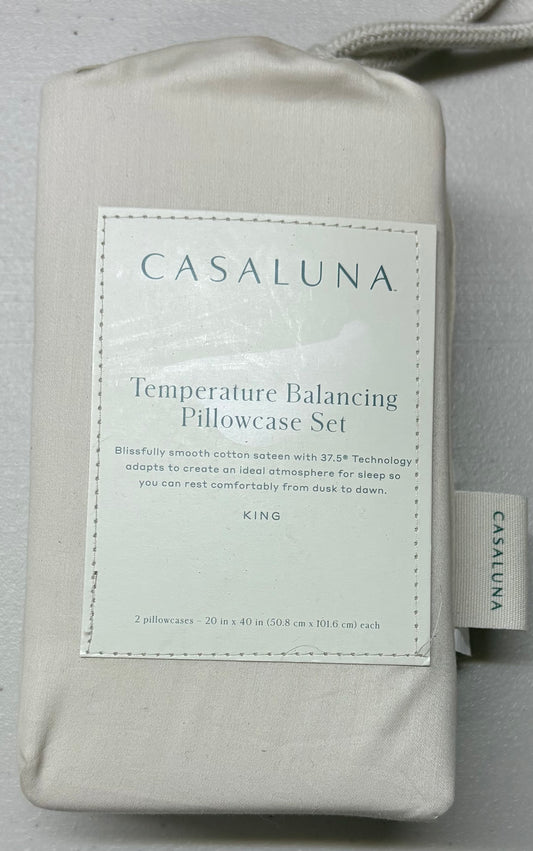 CASALUNA.
Temperature Balancing
Pillowcase Set
Blissfully smooth cotton sateen with 37.5® Technology
adapts to create an ideal atmosphere for sleep so
you can rest comfortably from dusk to dawn.
KING
2 pillowcases – 20 in x 40 in (50.8 cm x 101.6 cm) each
CASALUNA